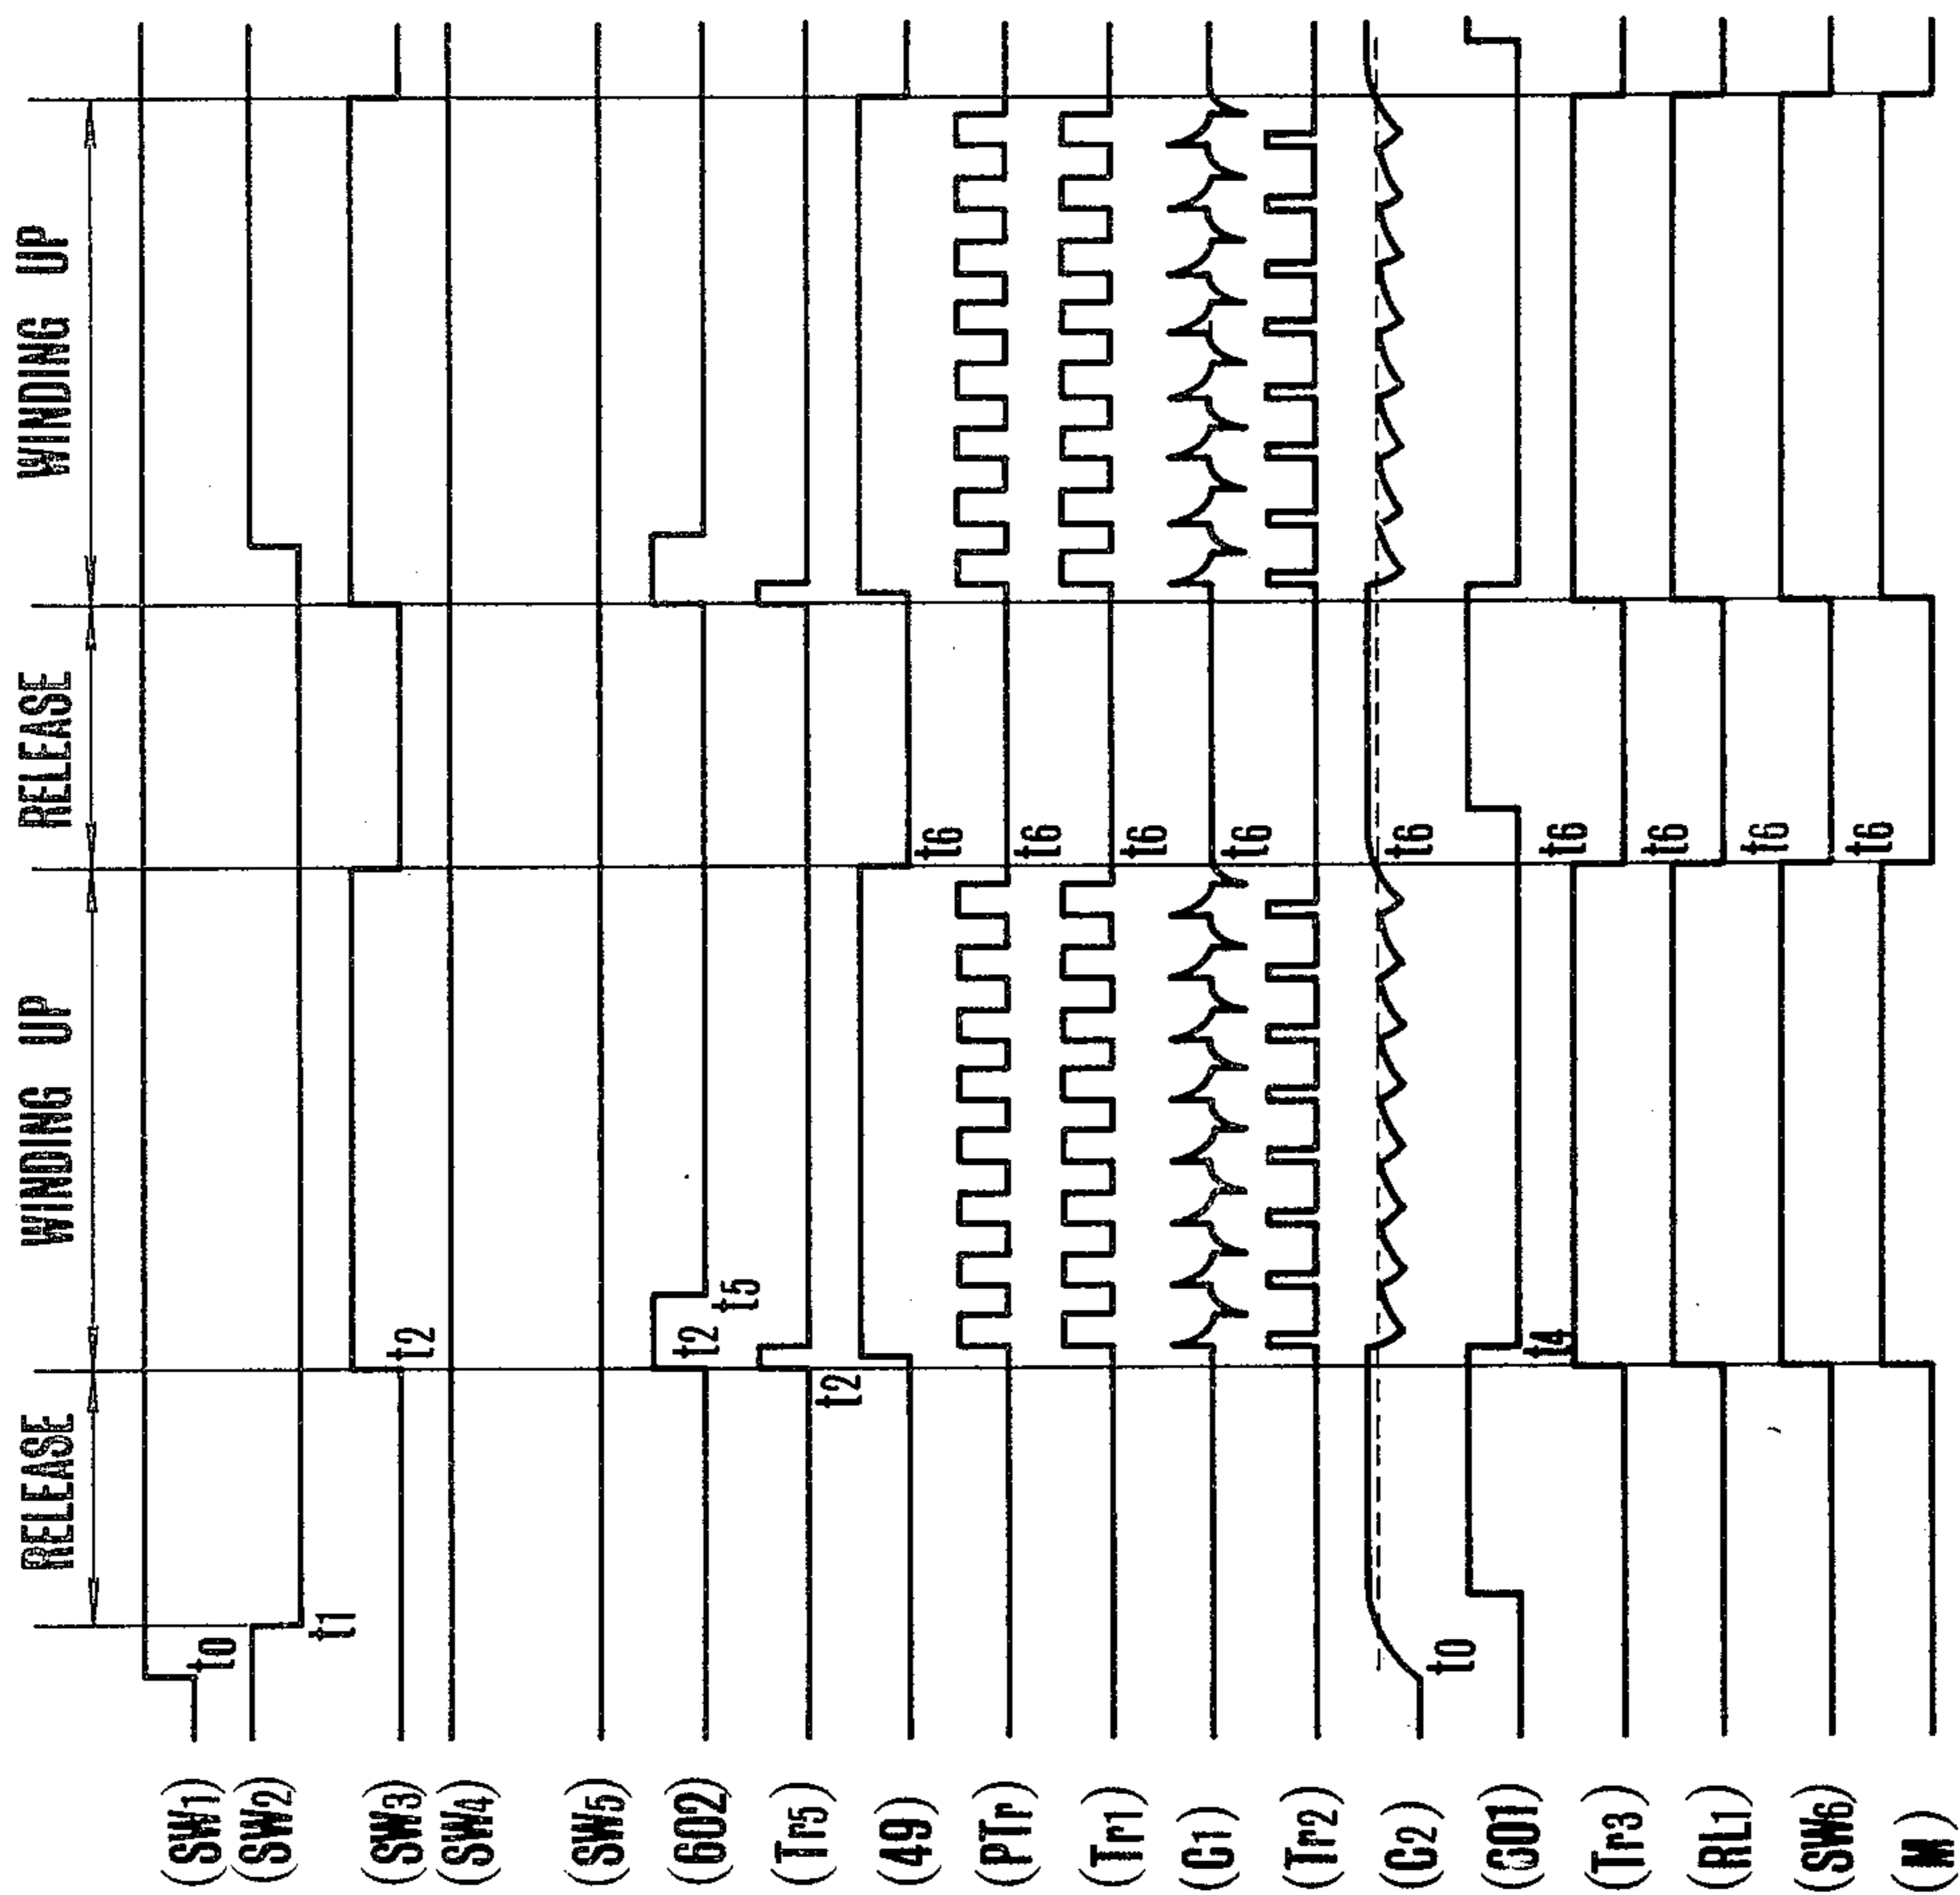 RELEASE WINDING UP RELEASE WINDING UP
(SW1) t0
(SW2) t1
(SW3) t2
(SW4)
(SW5)
(G02) t2 t5
(Tr5) t2
(49) t6
(PTr) t6
(Tr1) t6
(C1) t6
(Tr2)
(C2) t0 t6
(G01) t4
(Tr3) t6
(RL1) t6
(SW6) t6
(M) t6